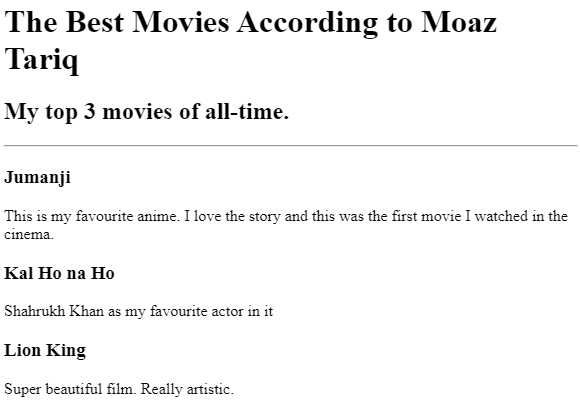 The Best Movies According to Moaz
Tariq
My top 3 movies of all-time.
Jumanji
This is my favourite anime. I love the story and this was the first movie I watched in the
cinema.
Kal Ho na Ho
Shahrukh Khan as my favourite actor in it
Lion King
Super beautiful film. Really artistic.